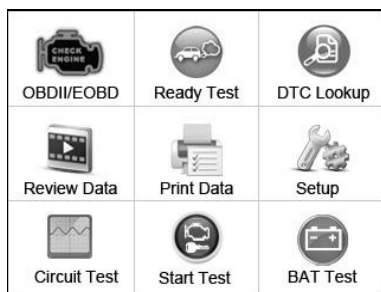 CHECK
ENGINE
OBDII/EOBD
Ready Test
DTC Lookup
Review Data
Print Data
Setup
Circuit Test
Start Test
BAT Test